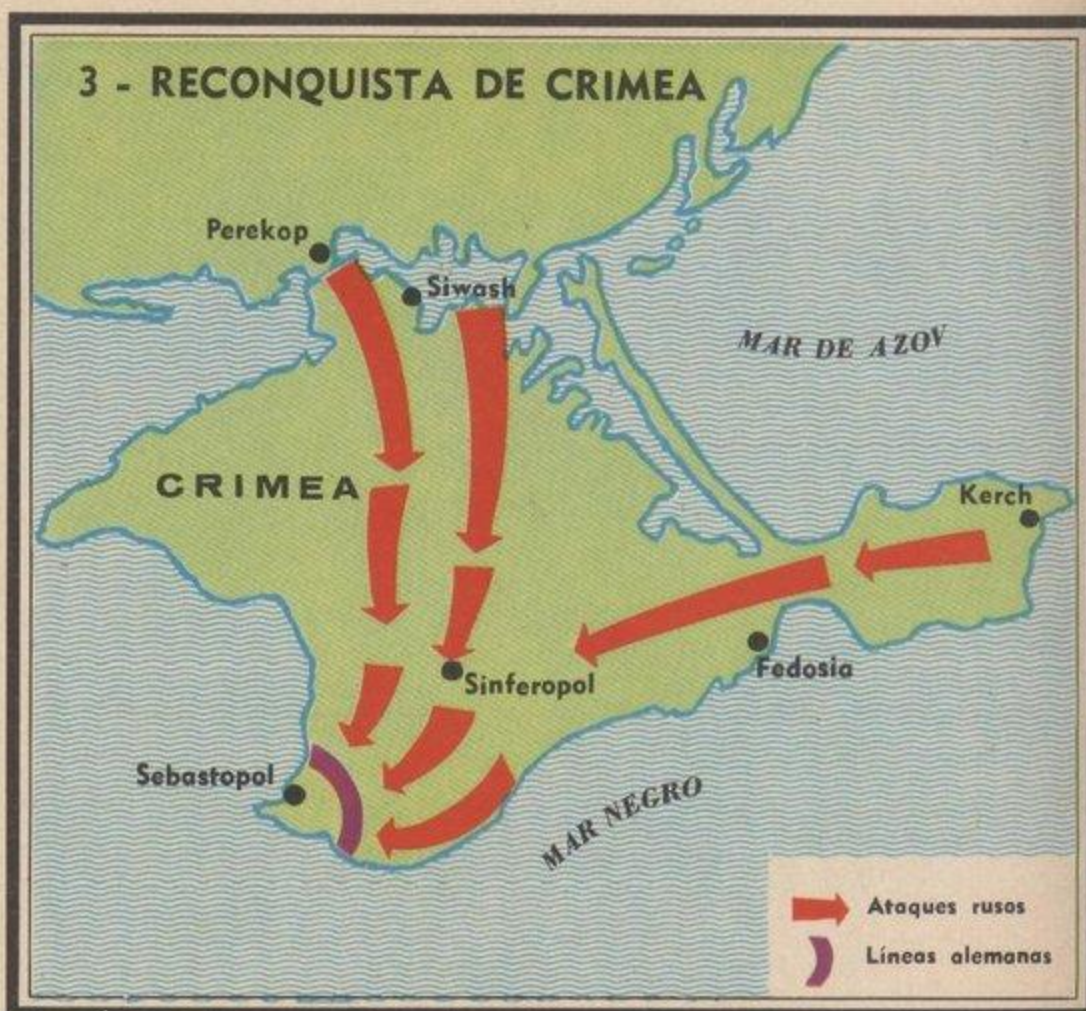 3 - RECONQUISTA DE CRIMEA
Perekop
Siwash
MAR DE AZOV
CRIMEA
Kerch
Sinferopol
Fedosia
Sebastopol
MAR NEGRO
Ataques rusos
Líneas alemanas